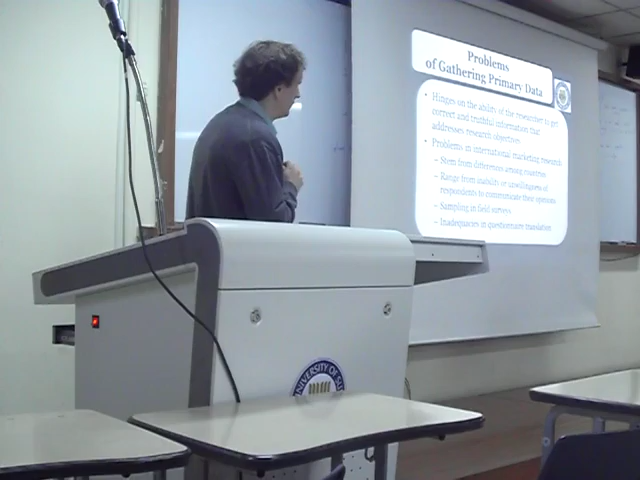 Problems
of Gathering Primary Data
• Hinges on the ability of the researcher to get
correct and truthful information that
addresses research objectives
• Problems in international marketing research
– Stem from differences among countries
– Range from inability or unwillingness of
respondents to communicate their opinions
– Sampling in field surveys
– Inadequacies in questionnaire translation
UNIVERSITY OF SU